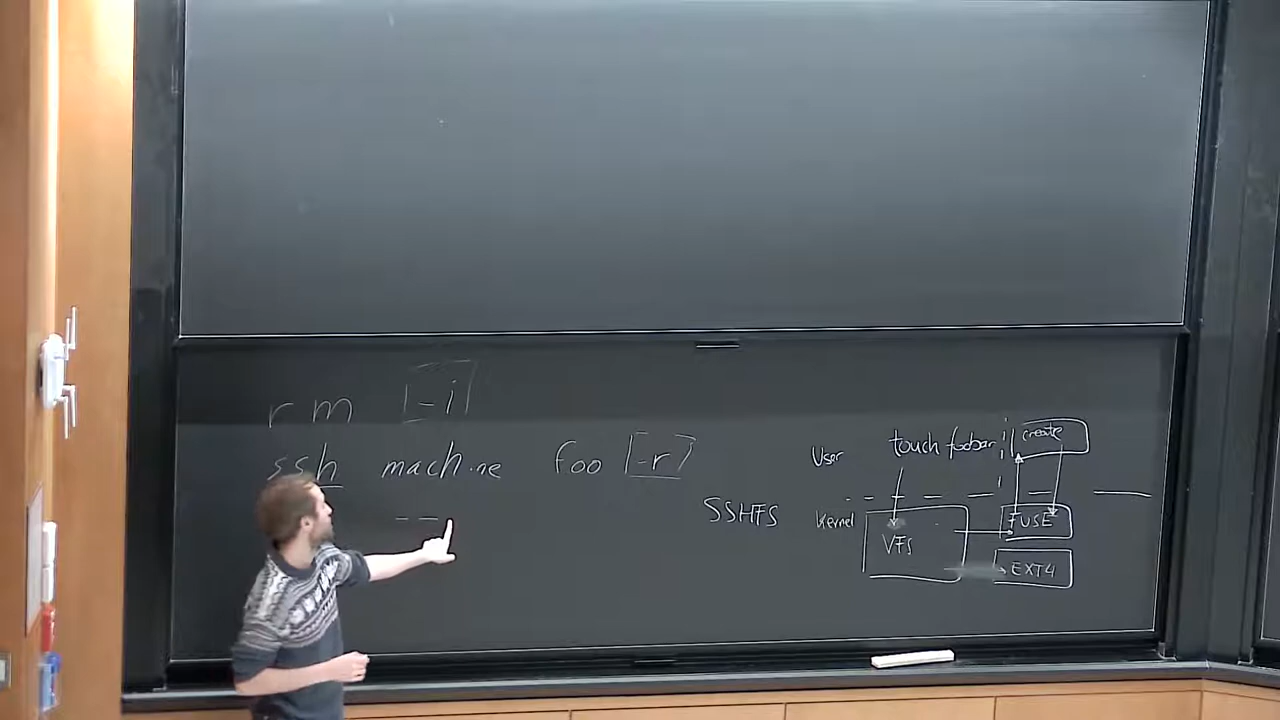 rm [-i]
ssh machine foo [-r]
--
SSHFS
User touch foobar create
Kernel VFS FUSE
EXT4